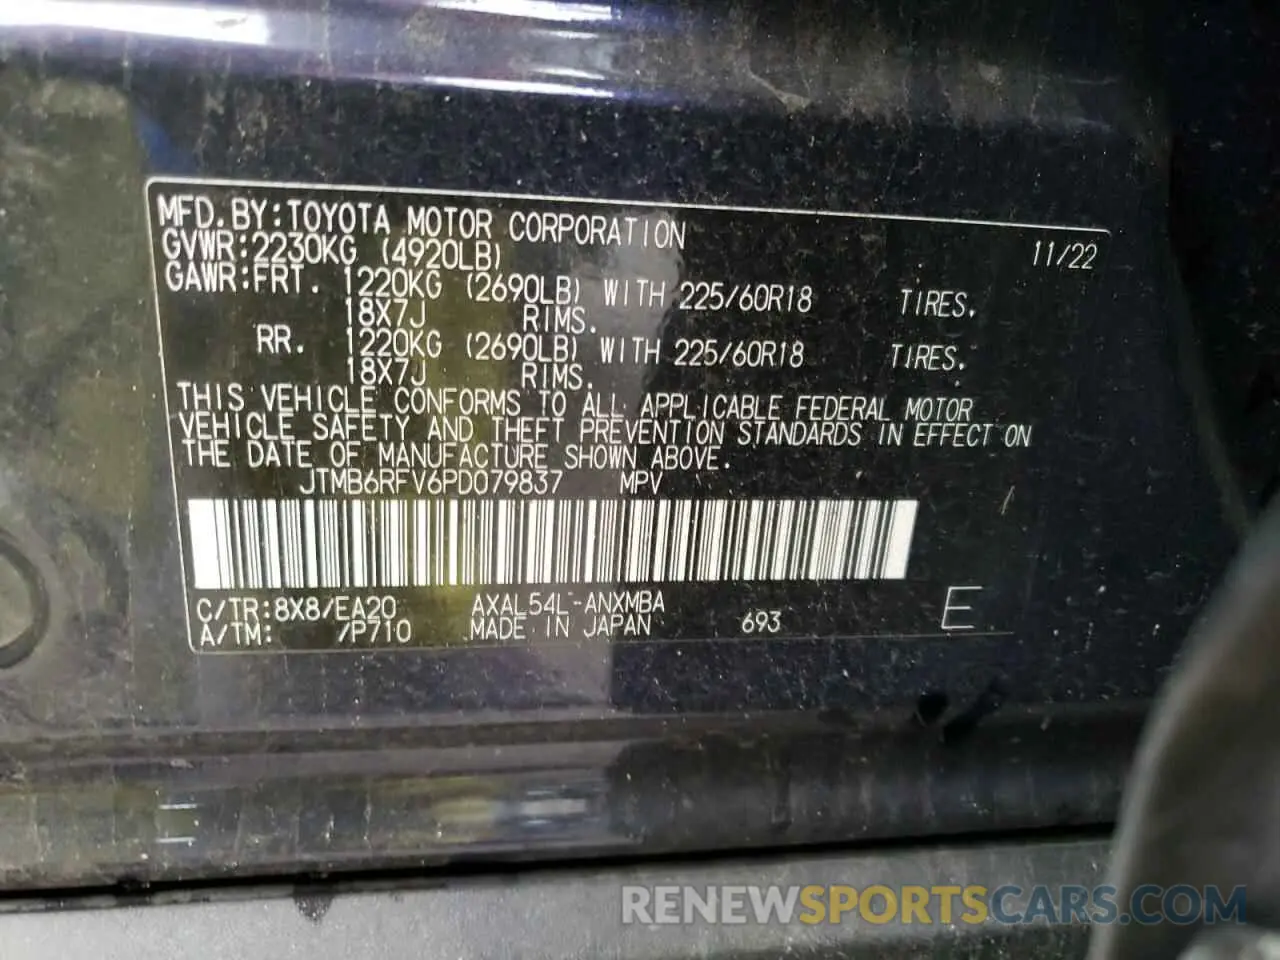 MFD.BY:TOYOTA MOTOR CORPORATION 11/22
GVWR:2230KG (4920LB)
GAWR:FRT. 1220KG (2690LB) WITH 225/60R18 TIRES.
18X7J RIMS.
RR. 1220KG (2690LB) WITH 225/60R18 TIRES.
18X7J RIMS.
THIS VEHICLE CONFORMS TO ALL APPLICABLE FEDERAL MOTOR
VEHICLE SAFETY AND THEFT PREVENTION STANDARDS IN EFFECT ON
THE DATE OF MANUFACTURE SHOWN ABOVE.
JTMB6RFV6PD079837 MPV
C/TR:8X8/EA20 AXAL54L-ANXMBA
A/TM: /P710 MADE IN JAPAN 693 E
RENEWSPORTSCARS.COM